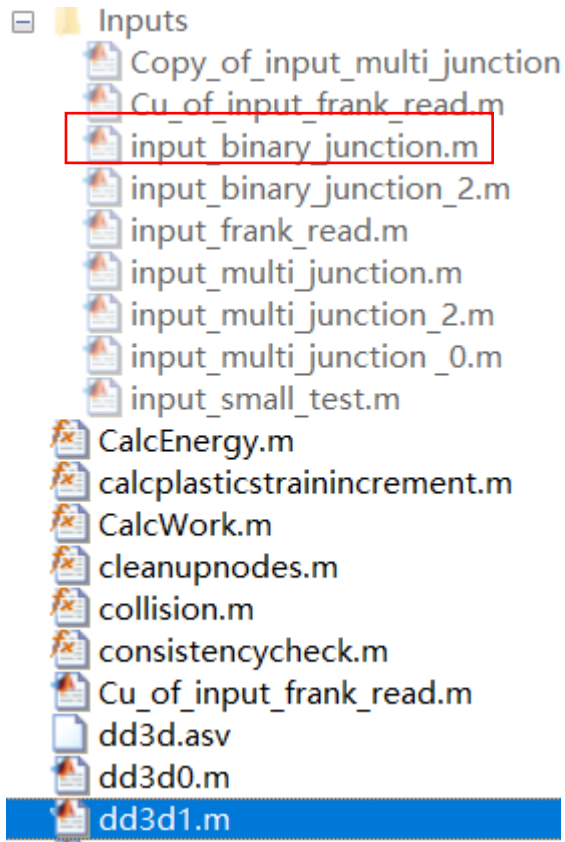 Inputs
Copy_of_input_multi_junction
Cu_of_input_frank_read.m
input_binary_junction.m
input_binary_junction_2.m
input_frank_read.m
input_multi_junction.m
input_multi_junction_2.m
input_multi_junction _0.m
input_small_test.m
CalcEnergy.m
calcplasticstrainincrement.m
CalcWork.m
cleanupnodes.m
collision.m
consistencycheck.m
Cu_of_input_frank_read.m
dd3d.asv
dd3d0.m
dd3d1.m